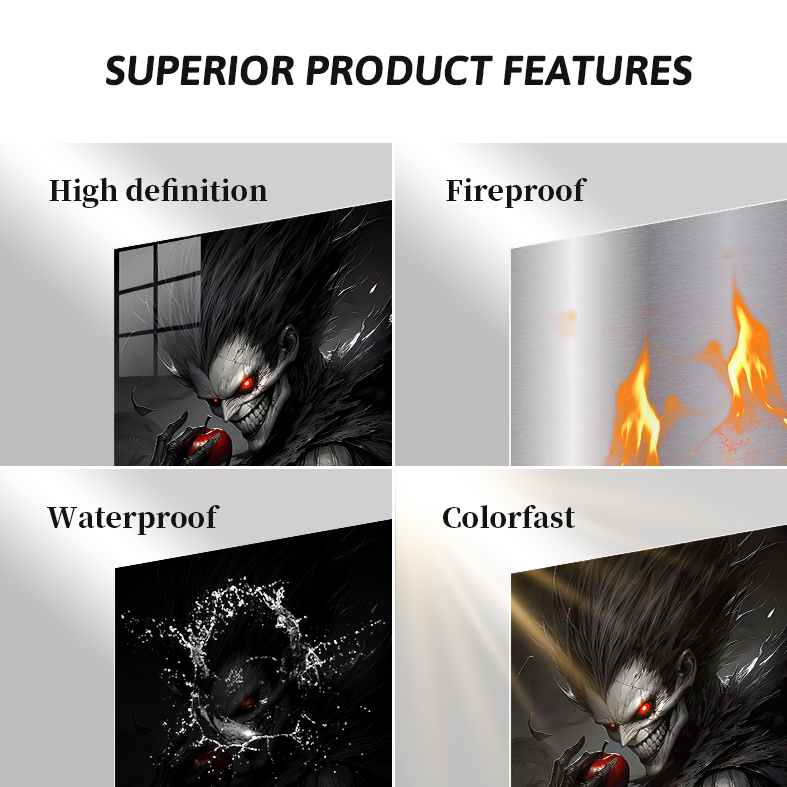 SUPERIOR PRODUCT FEATURES
High definition
Fireproof
Waterproof
Colorfast